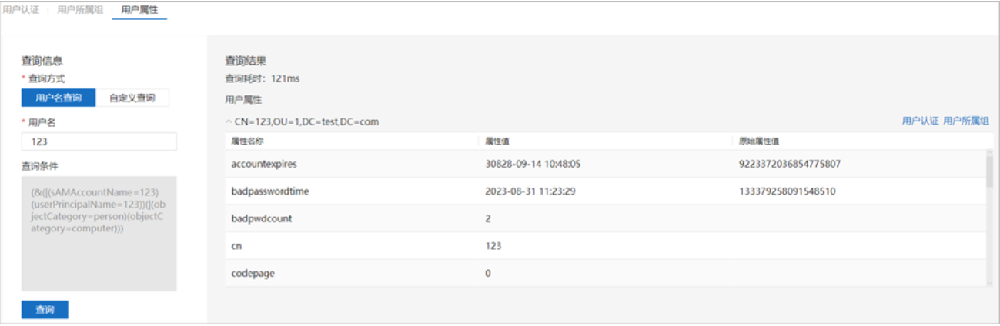 用户认证 用户所属组 用户属性
查询信息
* 查询方式
用户名查询 自定义查询
* 用户名
123
查询条件
(&(|(sAMAccountName=123)
(userPrincipalName=123))(|(ob
jectCategory=person)(objectC
ategory=computer)))
查询
查询结果
查询耗时：121ms
用户属性
CN=123,OU=1,DC=test,DC=com 用户认证 用户所属组
属性名称 属性值 原始属性值
accountexpires 30828-09-14 10:48:05 9223372036854775807
badpasswordtime 2023-08-31 11:23:29 133379258091548510
badpwdcount 2
cn 123
codepage 0